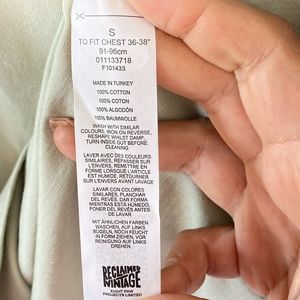 S
TO FIT CHEST 36-38"
91-96cm
011133718
F101433
MADE IN TURKEY
100% COTTON
100% COTON
100% ALGODÓN
100% BAUMWOLLE
WASH WITH SIMILAR
COLOURS, WON ON REVERSE,
RESHAPE WHILST DAMP.
TURN INSIDE OUT BEFORE
CLEANING
LAVER AVEC DES COULEURS
SIMILAIRES, REPASSER SUR
L'ENVERS, REMETTRE EN
FORME LORSQUE L'ARTICLE
EST HUMIDE, RETOURNER
L'ENVERS AVANT LAVAGE
LAVAR CON COLORES
SIMILARES, PLANCHAR
DEL REVÉS, DAR FORMA
MIENTRAS ESTÁ HÚMEDO,
PONER DEL REVÉS ANTES
DE LAVAR
MIT ÄHNLICHEN FARBEN
WASCHEN, AUF LINKS
BÜGELN, NOCH FEUCHT
IN FORM ZIEHEN, VOR
REINIGUNG AUF LINKS
DREHEN
RECLAIMED
VINTAGE
EIGHT PAW
PROJECTS LIMITED